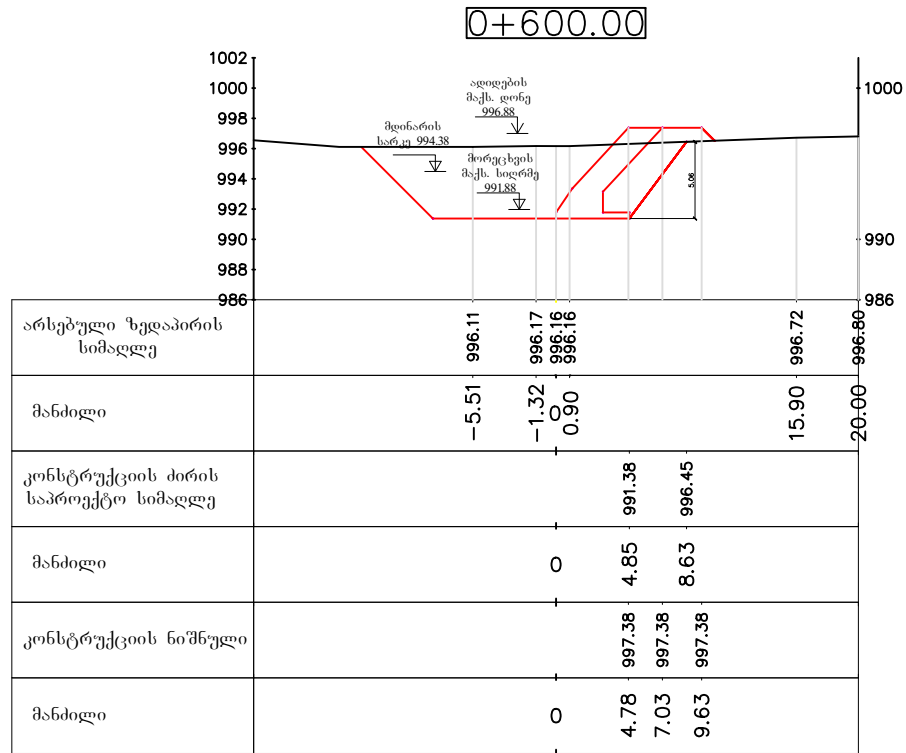 0+600.00
1002
1000
998
996
994
992
990
988
986
1000
990
986
ადიდების
მაქს. დონე
996.88
მდინარის
სარკე 994.38
მორეცხვის
მაქს. სიღრმე
991.88
5.06
არსებული ზედაპირის
სიმაღლე
996.11
996.17
996.16
996.16
996.72
996.80
მანძილი
-5.51
-1.32
0
0.90
15.90
20.00
კონსტრუქციის ძირის
საპროექტო სიმაღლე
991.38
996.45
მანძილი
0
4.85
8.63
კონსტრუქციის ნიშნული
997.38
997.38
997.38
მანძილი
0
4.78
7.03
9.63